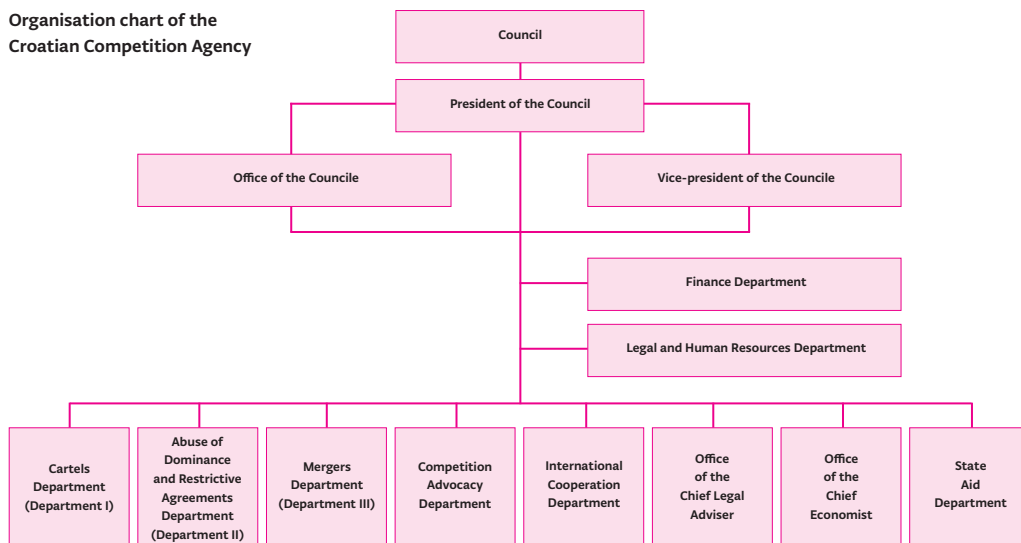 Organisation chart of the
Croatian Competition Agency
Council
President of the Council
Office of the Councile
Vice-president of the Councile
Finance Department
Legal and Human Resources Department
Cartels
Department
(Department I)
Abuse of
Dominance
and Restrictive
Agreements
Department
(Department II)
Mergers
Department
(Department III)
Competition
Advocacy
Department
International
Cooperation
Department
Office
of the
Chief Legal
Adviser
Office
of the
Chief
Economist
State
Aid
Department